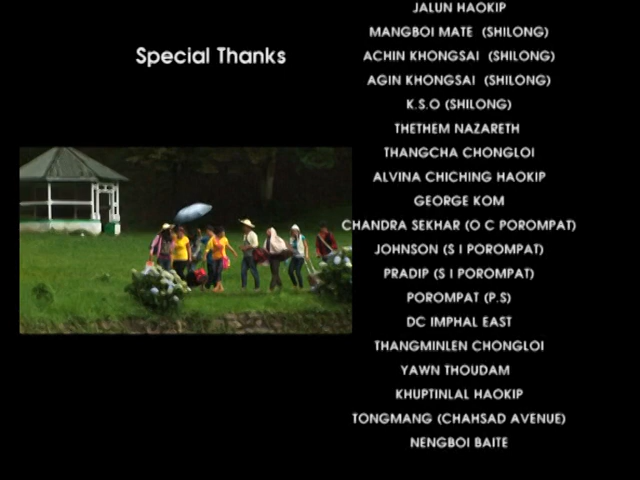 Special Thanks
JALUN HAOKIP
MANGBOI MATE (SHILONG)
ACHIN KHONGSAI (SHILONG)
AGIN KHONGSAI (SHILONG)
K.S.O (SHILONG)
THETHEM NAZARETH
THANGCHA CHONGLOI
ALVINA CHICHING HAOKIP
GEORGE KOM
CHANDRA SEKHAR (O C POROMPAT)
JOHNSON (S I POROMPAT)
PRADIP (S I POROMPAT)
POROMPAT (P.S)
DC IMPHAL EAST
THANGMINLEN CHONGLOI
YAWN THOUDAM
KHUPTINLAL HAOKIP
TONGMANG (CHAHSAD AVENUE)
NENGBOI BAITE